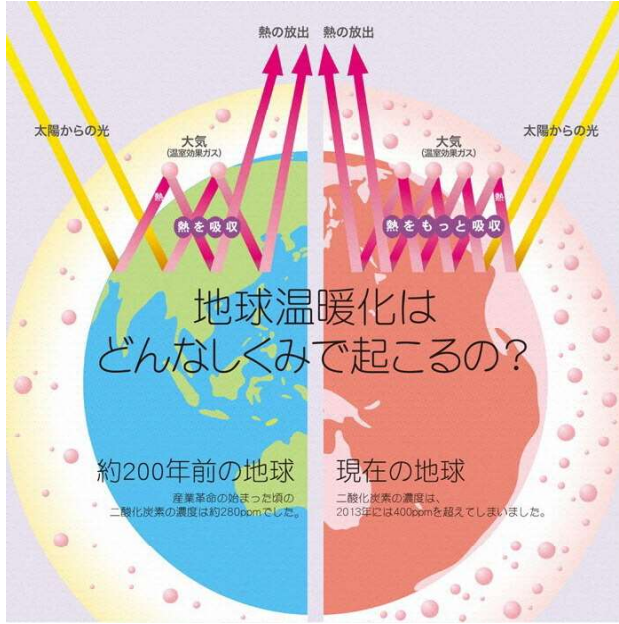 熱の放出
熱の放出
太陽からの光
太陽からの光
大気
(温室効果ガス)
大気
(温室効果ガス)
熱
熱
熱を吸収
熱をもっと吸収
地球温暖化は
どんなしくみで起こるの？
約200年前の地球
産業革命の始まった頃の
二酸化炭素の濃度は約280ppmでした。
現在の地球
二酸化炭素の濃度は、
2013年には400ppmを超えてしまいました。